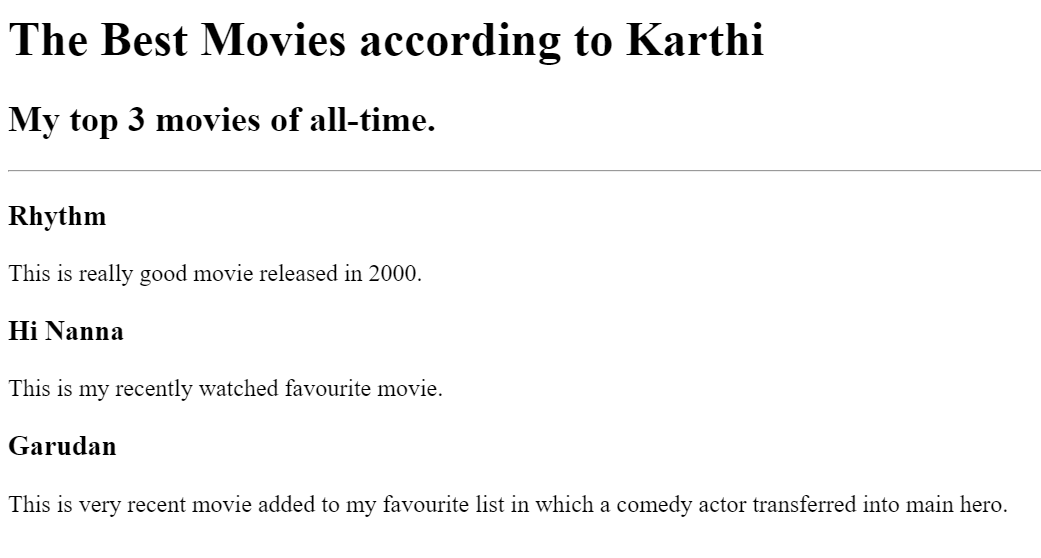 The Best Movies according to Karthi
My top 3 movies of all-time.
Rhythm
This is really good movie released in 2000.
Hi Nanna
This is my recently watched favourite movie.
Garudan
This is very recent movie added to my favourite list in which a comedy actor transferred into main hero.